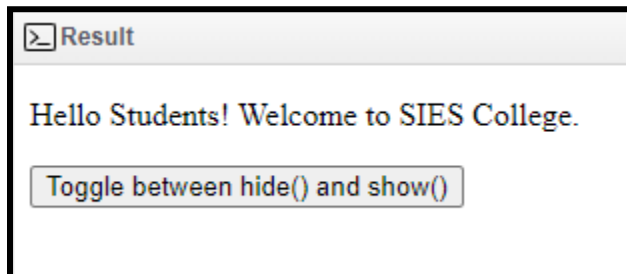 Result
Hello Students! Welcome to SIES College.
Toggle between hide() and show()